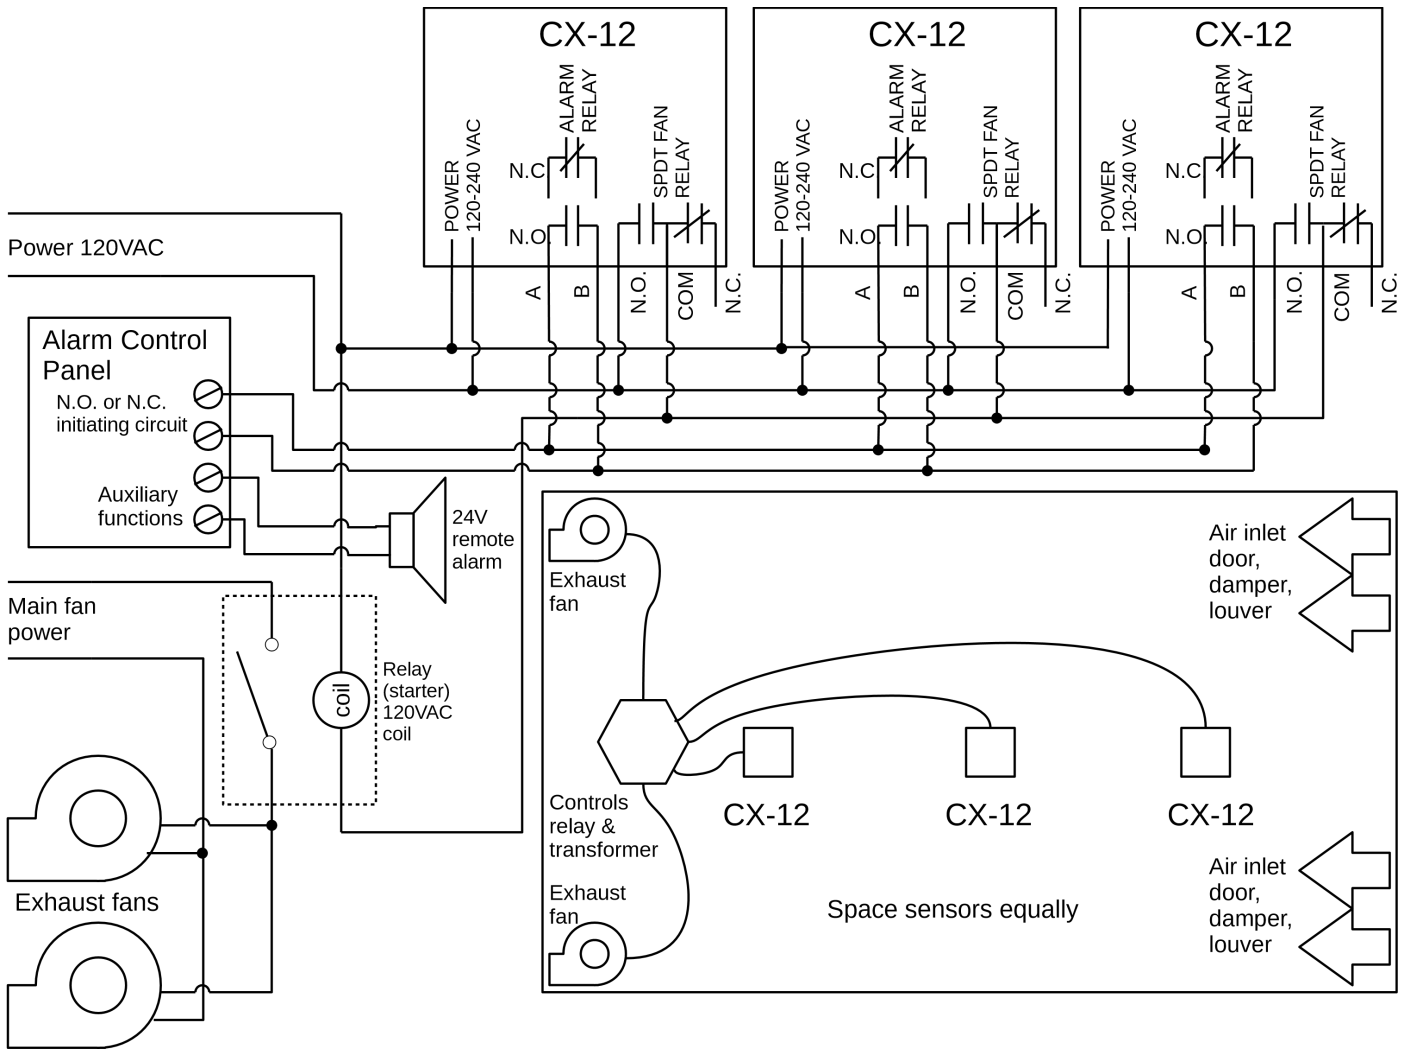 CX-12
ALARM
RELAY
POWER
120-240 VAC
N.C.
SPDT FAN
RELAY
N.O.
A
B
N.O.
COM
N.C.
CX-12
ALARM
RELAY
POWER
120-240 VAC
N.C.
SPDT FAN
RELAY
N.O.
A
B
N.O.
COM
N.C.
CX-12
ALARM
RELAY
POWER
120-240 VAC
N.C.
SPDT FAN
RELAY
N.O.
A
B
N.O.
COM
N.C.
Power 120VAC
Alarm Control
Panel
N.O. or N.C.
initiating circuit
Auxiliary
functions
24V
remote
alarm
Main fan
power
coil
Relay
(starter)
120VAC
coil
Exhaust fans
Exhaust
fan
Air inlet
door,
damper,
louver
Controls
relay &
transformer
CX-12
CX-12
CX-12
Exhaust
fan
Space sensors equally
Air inlet
door,
damper,
louver